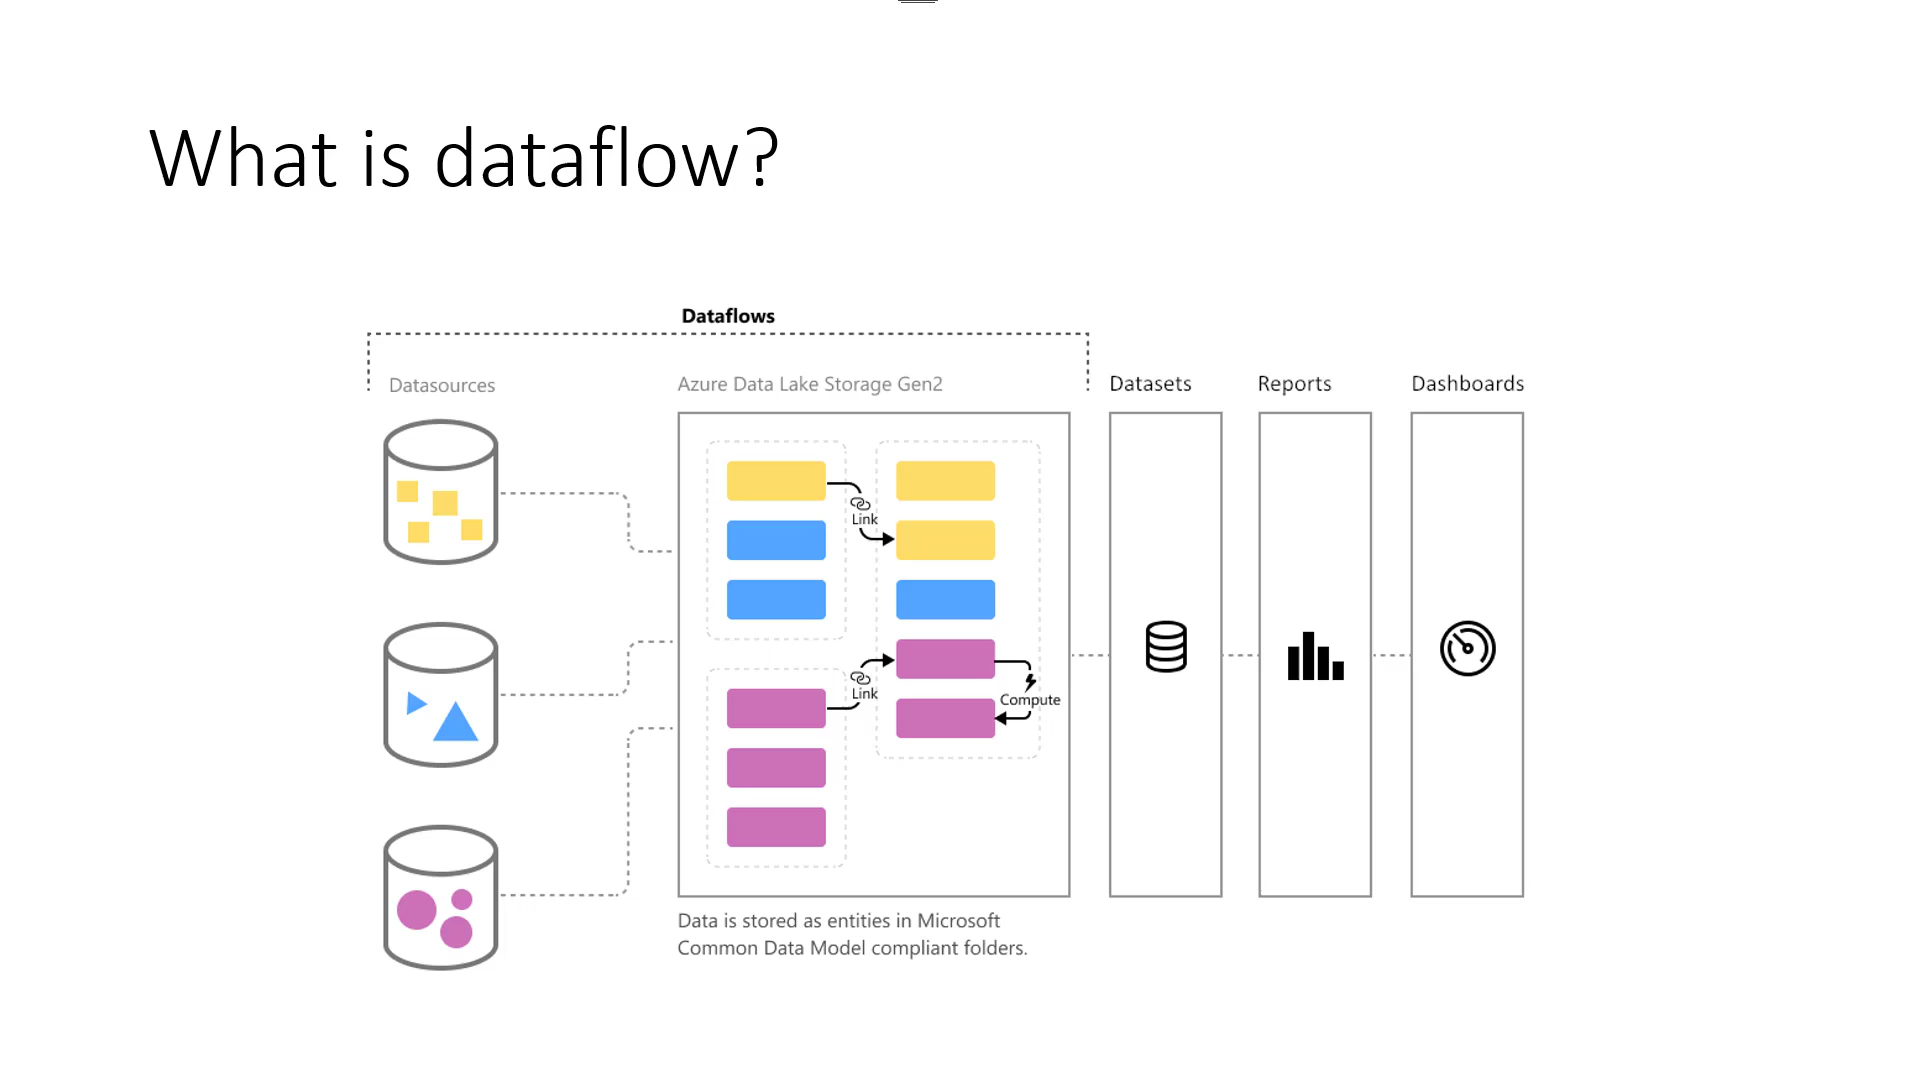 What is dataflow?
Dataflows
Datasources
Azure Data Lake Storage Gen2
Datasets
Reports
Dashboards
Link
Link
Compute
Data is stored as entities in Microsoft
Common Data Model compliant folders.